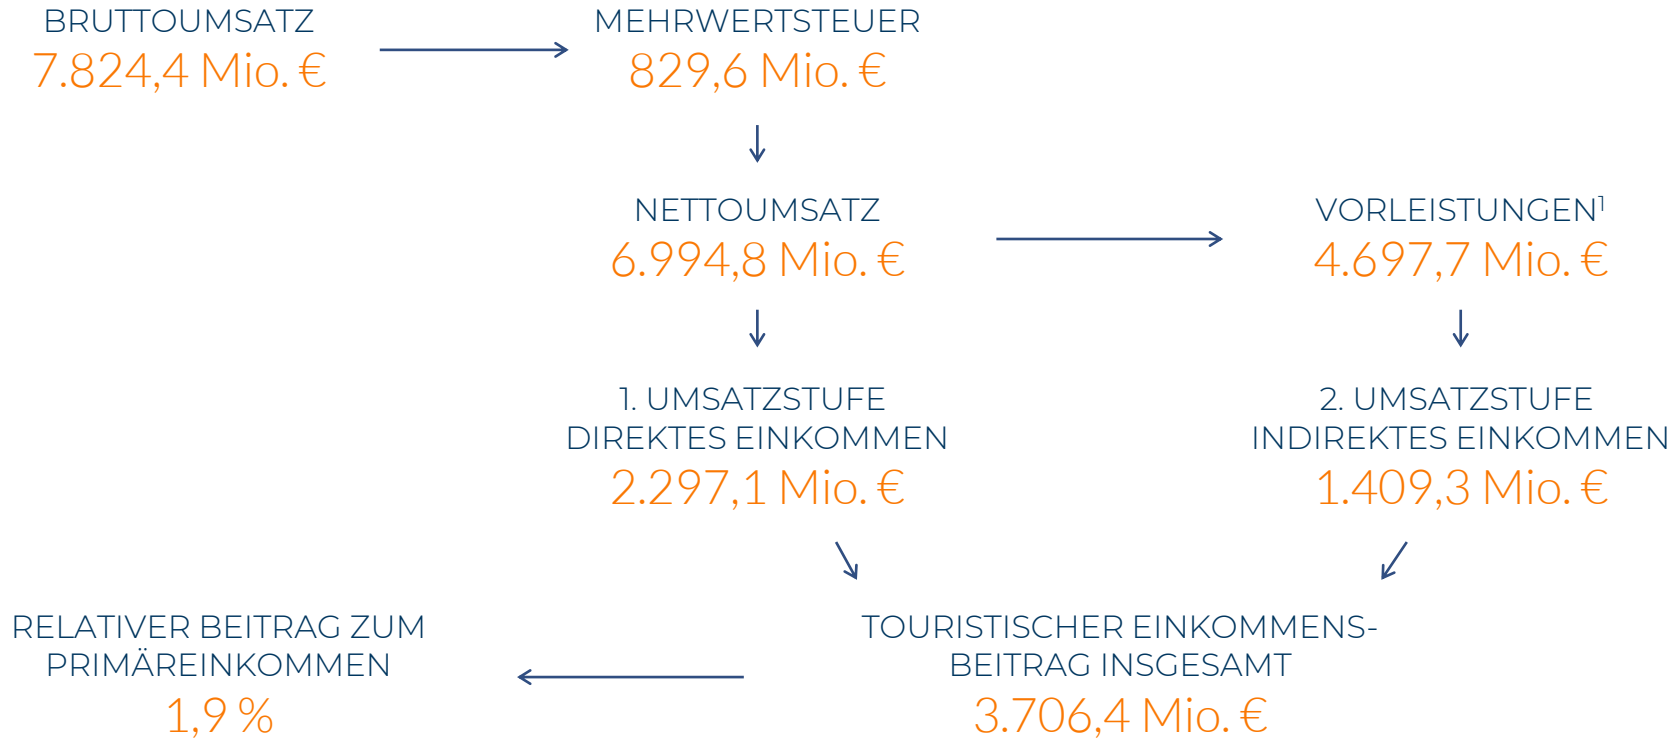 BRUTTOUMSATZ
7.824,4 Mio. €
MEHRWERTSTEUER
829,6 Mio. €
NETTOUMSATZ
6.994,8 Mio. €
VORLEISTUNGEN¹
4.697,7 Mio. €
1. UMSATZSTUFE
DIREKTES EINKOMMEN
2.297,1 Mio. €
2. UMSATZSTUFE
INDIREKTES EINKOMMEN
1.409,3 Mio. €
RELATIVER BEITRAG ZUM
PRIMÄREINKOMMEN
1,9 %
TOURISTISCHER EINKOMMENS-
BEITRAG INSGESAMT
3.706,4 Mio. €